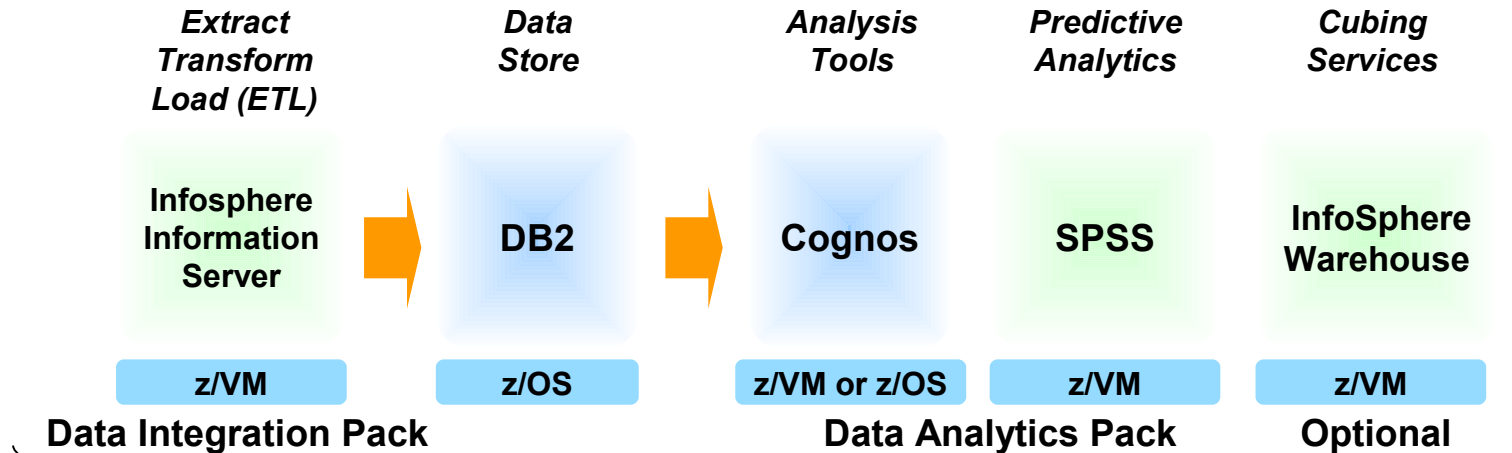 Extract
Transform
Load (ETL)
Data
Store
Analysis
Tools
Predictive
Analytics
Cubing
Services
Infosphere
Information
Server
DB2
Cognos
SPSS
InfoSphere
Warehouse
z/VM
z/OS
z/VM or z/OS
z/VM
z/VM
Data Integration Pack
Data Analytics Pack
Optional